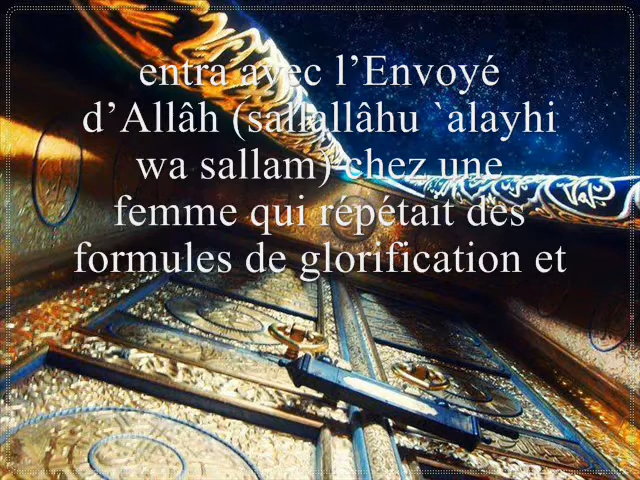 entra avec l’Envoyé
d’Allâh (sallallâhu `alayhi
wa sallam) chez une
femme qui répétait des
formules de glorification et